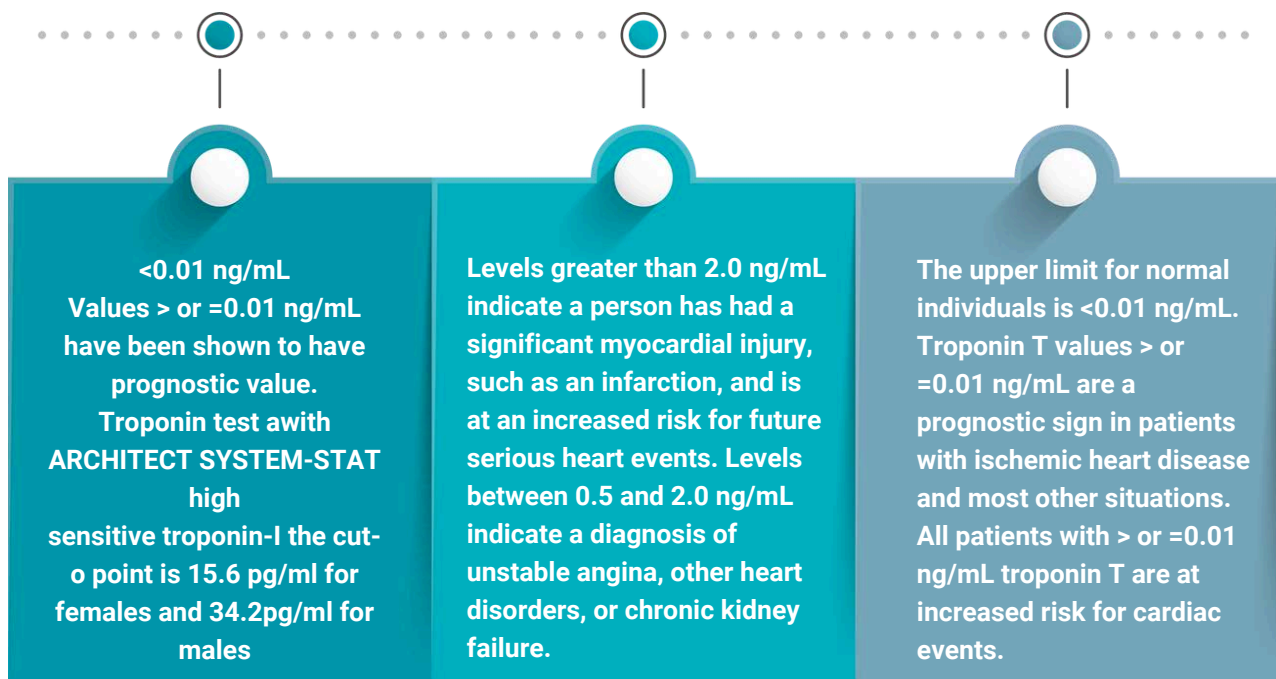 <0.01 ng/mL
Values > or =0.01 ng/mL
have been shown to have
prognostic value.
Troponin test awith
ARCHITECT SYSTEM-STAT
high
sensitive troponin-I the cut-
o point is 15.6 pg/ml for
females and 34.2pg/ml for
males
Levels greater than 2.0 ng/mL
indicate a person has had a
significant myocardial injury,
such as an infarction, and is
at an increased risk for future
serious heart events. Levels
between 0.5 and 2.0 ng/mL
indicate a diagnosis of
unstable angina, other heart
disorders, or chronic kidney
failure.
The upper limit for normal
individuals is <0.01 ng/mL.
Troponin T values > or
=0.01 ng/mL are a
prognostic sign in patients
with ischemic heart disease
and most other situations.
All patients with > or =0.01
ng/mL troponin T are at
increased risk for cardiac
events.